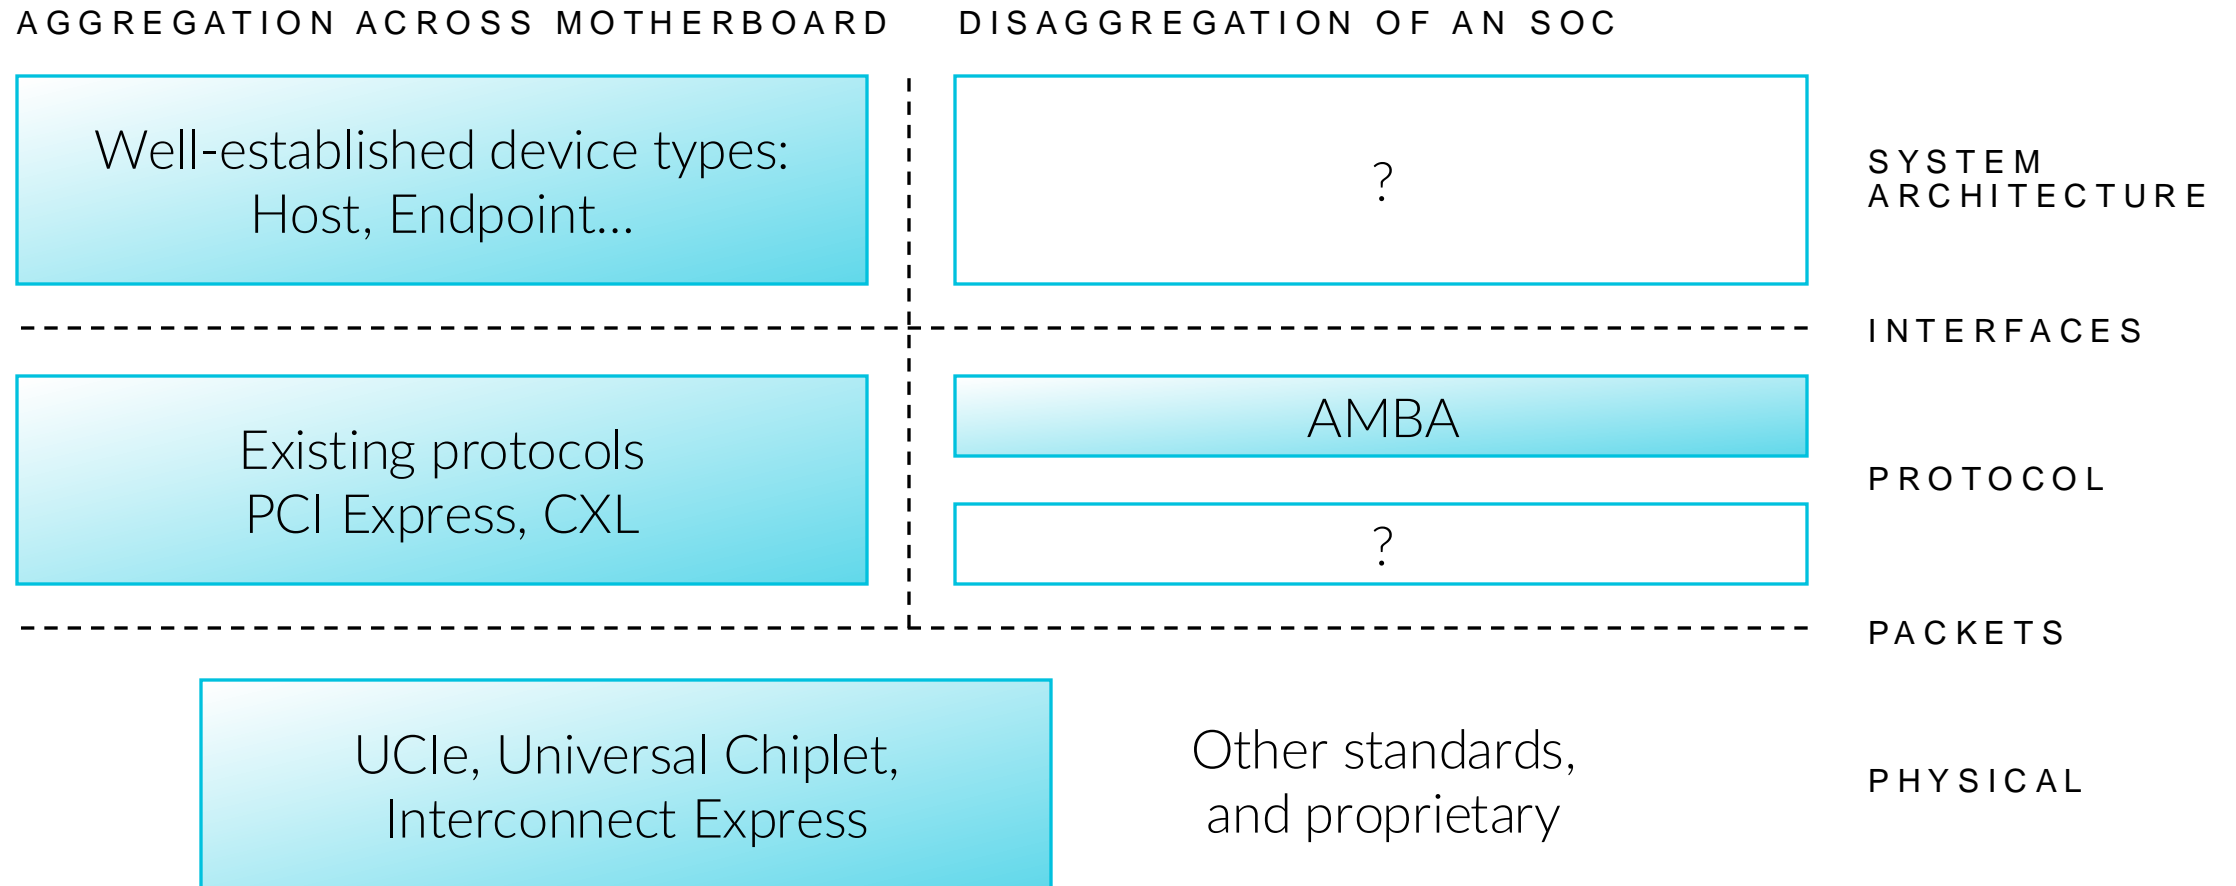 AGGREGATION ACROSS MOTHERBOARD
DISAGGREGATION OF AN SOC
Well-established device types:
Host, Endpoint...
?
SYSTEM
ARCHITECTURE
INTERFACES
Existing protocols
PCI Express, CXL
AMBA
?
PROTOCOL
PACKETS
UCIe, Universal Chiplet,
Interconnect Express
Other standards,
and proprietary
PHYSICAL